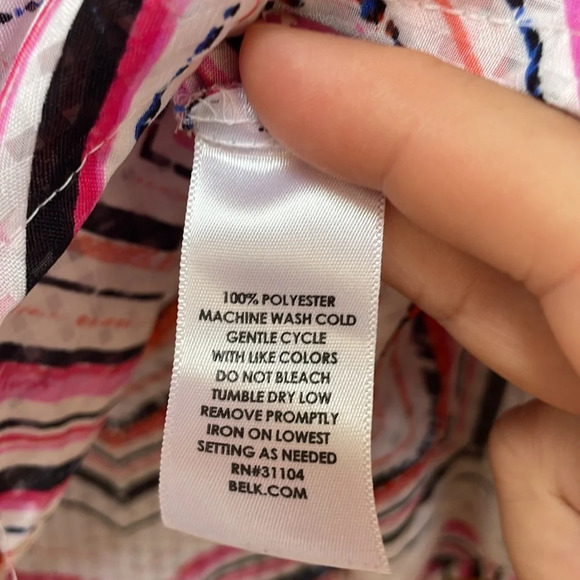 100% POLYESTER
MACHINE WASH COLD
GENTLE CYCLE
WITH LIKE COLORS
DO NOT BLEACH
TUMBLE DRY LOW
REMOVE PROMPTLY
IRON ON LOWEST
SETTING AS NEEDED
RN#31104
BELK.COM